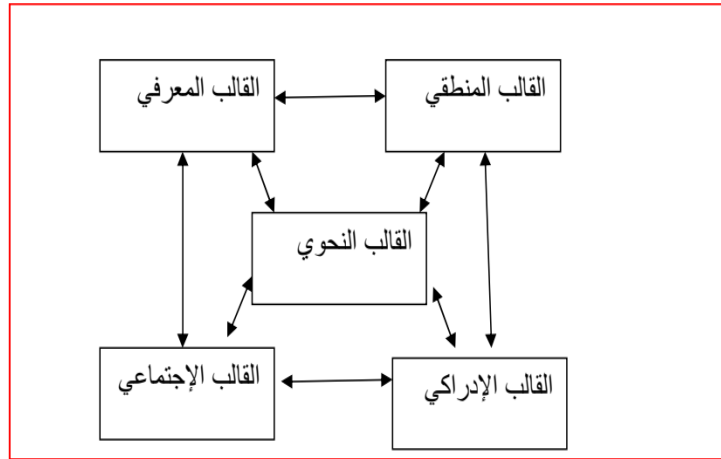 القالب المنطقي
القالب المعرفي
القالب النحوي
القالب الإدراكي
القالب الإجتماعي